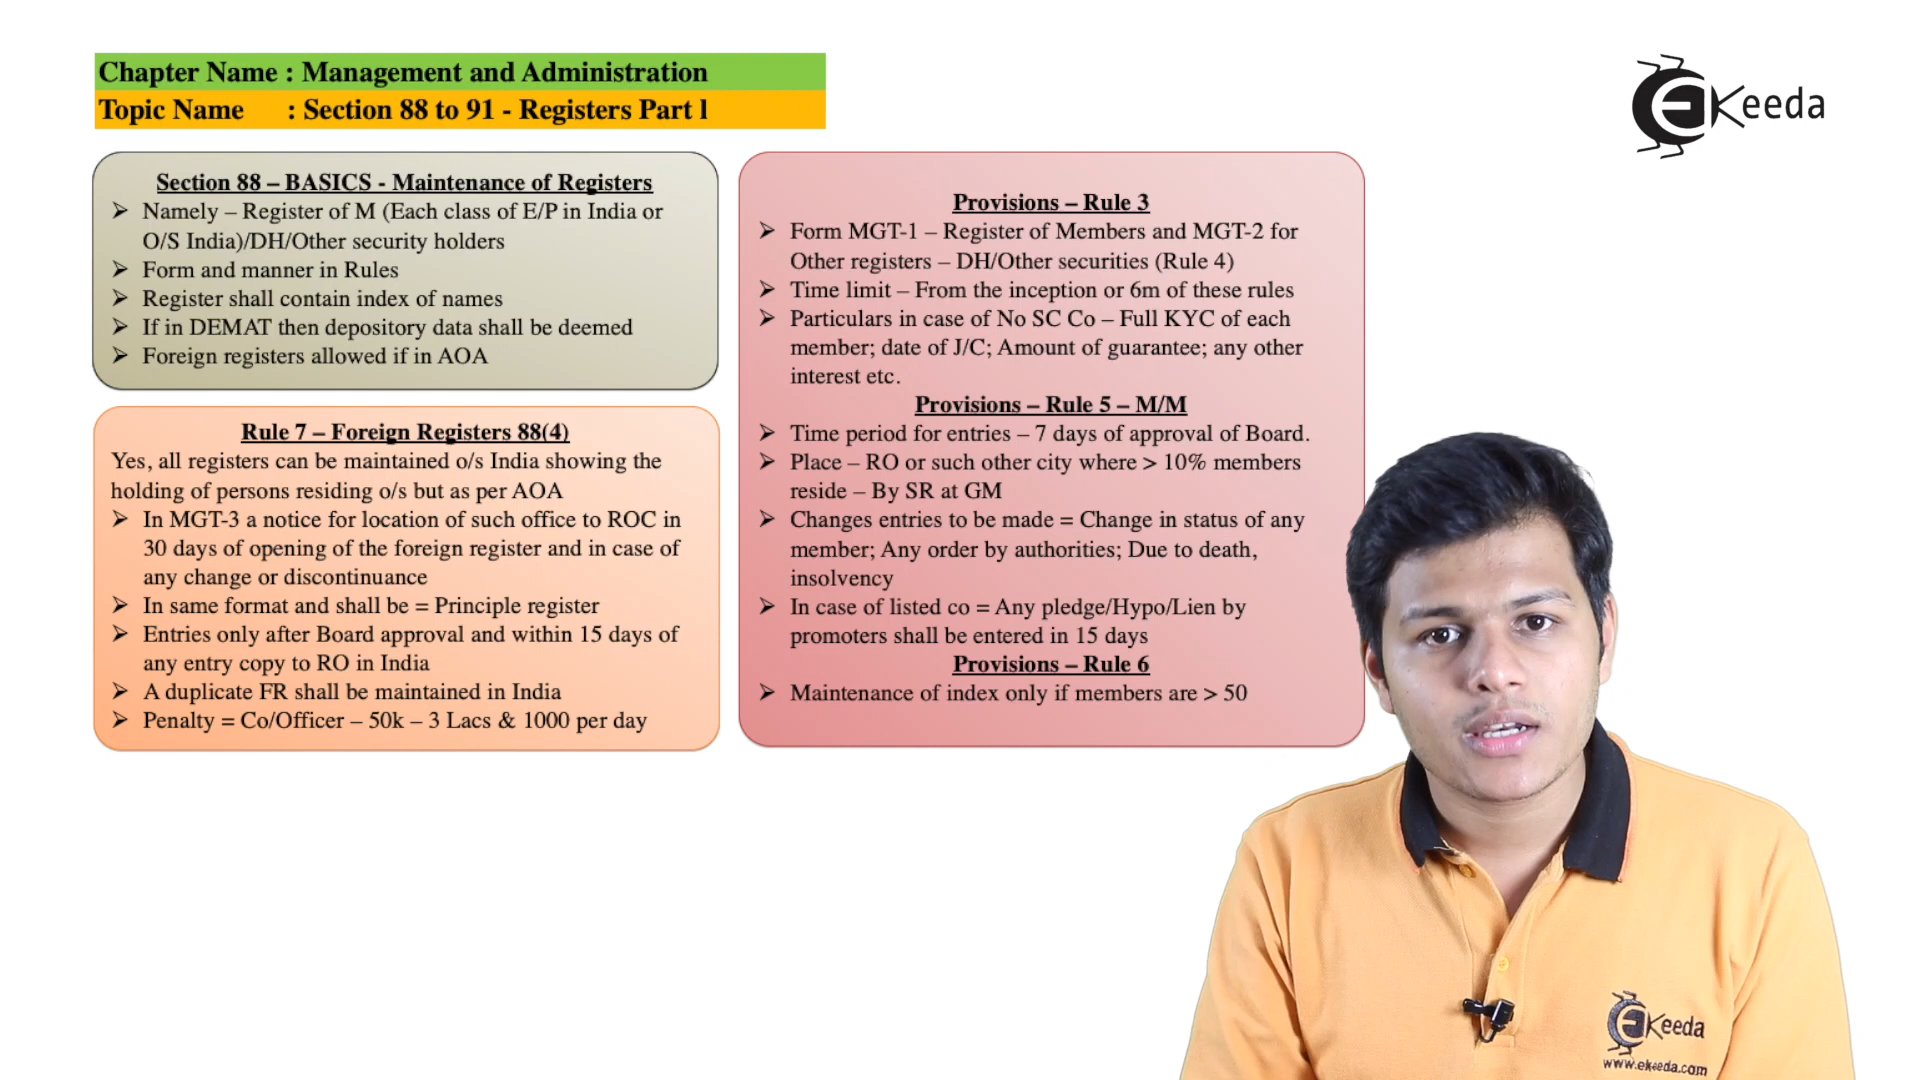 Chapter Name : Management and Administration
Topic Name : Section 88 to 91 - Registers Part l
Keeda
Section 88 – BASICS - Maintenance of Registers
➢ Namely – Register of M (Each class of E/P in India or
O/S India)/DH/Other security holders
➢ Form and manner in Rules
➢ Register shall contain index of names
➢ If in DEMAT then depository data shall be deemed
➢ Foreign registers allowed if in AOA
Rule 7 – Foreign Registers 88(4)
Yes, all registers can be maintained o/s India showing the
holding of persons residing o/s but as per AOA
➢ In MGT-3 a notice for location of such office to ROC in
30 days of opening of the foreign register and in case of
any change or discontinuance
➢ In same format and shall be = Principle register
➢ Entries only after Board approval and within 15 days of
any entry copy to RO in India
➢ A duplicate FR shall be maintained in India
➢ Penalty = Co/Officer – 50k – 3 Lacs & 1000 per day
Provisions – Rule 3
➢ Form MGT-1 – Register of Members and MGT-2 for
Other registers – DH/Other securities (Rule 4)
➢ Time limit – From the inception or 6m of these rules
➢ Particulars in case of No SC Co – Full KYC of each
member; date of J/C; Amount of guarantee; any other
interest etc.
Provisions – Rule 5 – M/M
➢ Time period for entries – 7 days of approval of Board.
➢ Place – RO or such other city where > 10% members
reside – By SR at GM
➢ Changes entries to be made = Change in status of any
member; Any order by authorities; Due to death,
insolvency
➢ In case of listed co = Any pledge/Hypo/Lien by
promoters shall be entered in 15 days
Provisions – Rule 6
➢ Maintenance of index only if members are > 50
Keeda
www.ekeeda.com